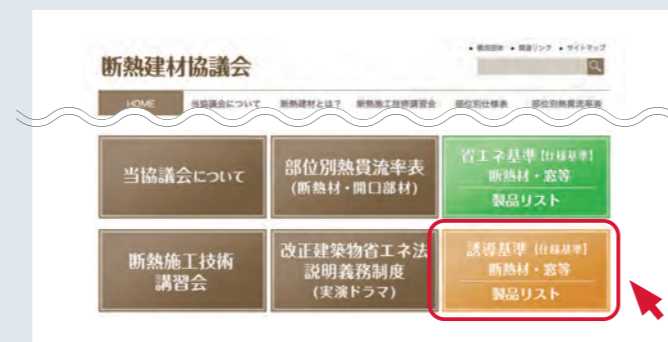 • 構成団体 • 関連リンク • サイトマップ
断熱建材協議会
HOME 当協議会について 断熱建材とは？ 断熱施工技術講習会 部位別仕様表 部位別熱貫流率表
当協議会について
部位別熱貫流率表
(断熱材・開口部材)
省エネ基準【仕様基準】
断熱材・窓等
製品リスト
断熱施工技術
講習会
改正建築物省エネ法
説明義務制度
(実演ドラマ)
誘導基準【仕様基準】
断熱材・窓等
製品リスト